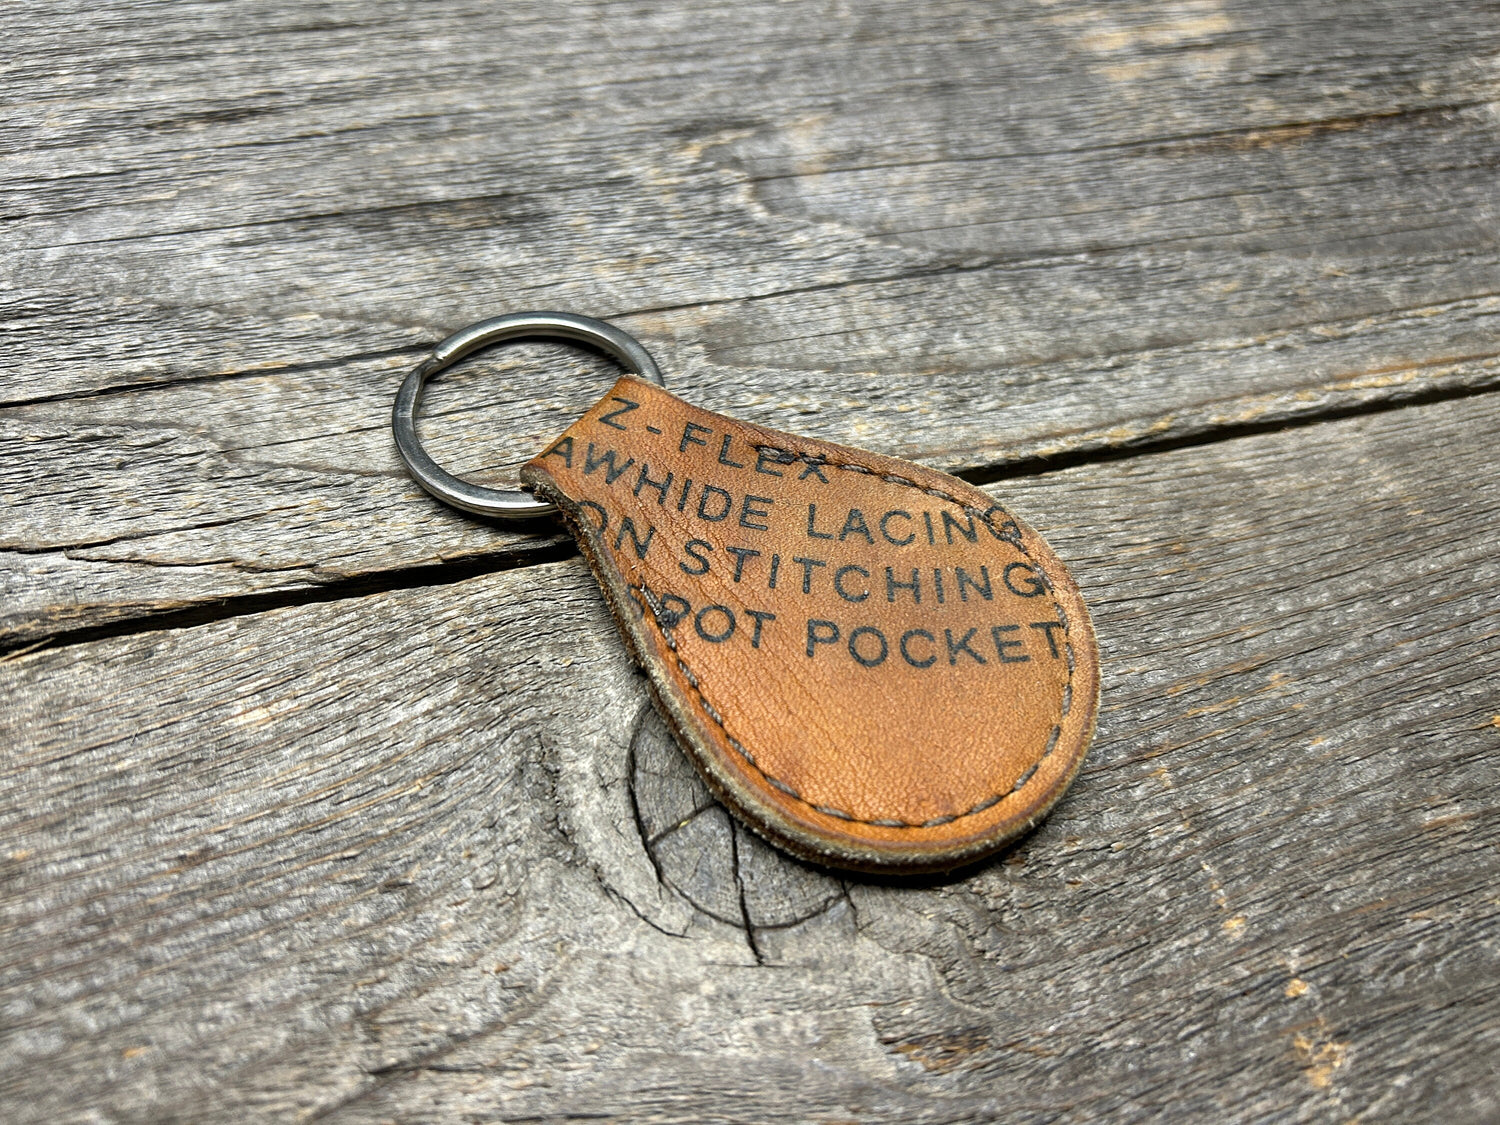 Z-FLEX
AWHIDE LACING
ON STITCHING
POT POCKET